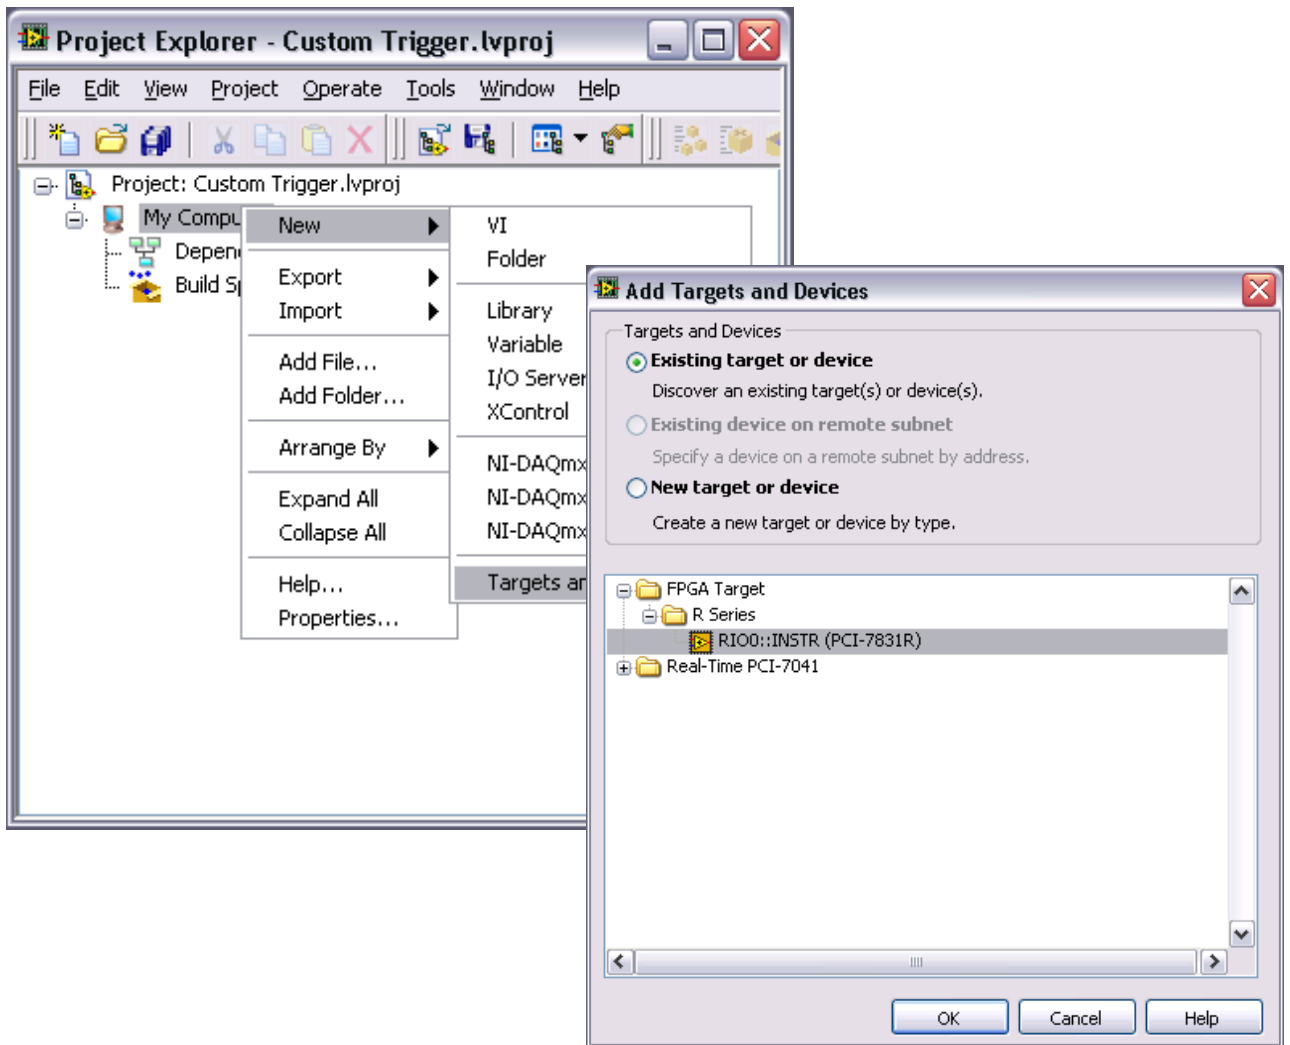 Project Explorer - Custom Trigger.lvproj
File Edit View Project Operate Tools Window Help
Project: Custom Trigger.lvproj
My Compu
Depen
Build Sp
New
Export
Import
Add File...
Add Folder...
Arrange By
Expand All
Collapse All
Help...
Properties...
VI
Folder
Library
Variable
I/O Server
XControl
NI-DAQmx
NI-DAQmx
NI-DAQmx
Targets an
Add Targets and Devices
Targets and Devices
Existing target or device
Discover an existing target(s) or device(s).
Existing device on remote subnet
Specify a device on a remote subnet by address.
New target or device
Create a new target or device by type.
FPGA Target
R Series
RIO0::INSTR (PCI-7831R)
Real-Time PCI-7041
OK Cancel Help